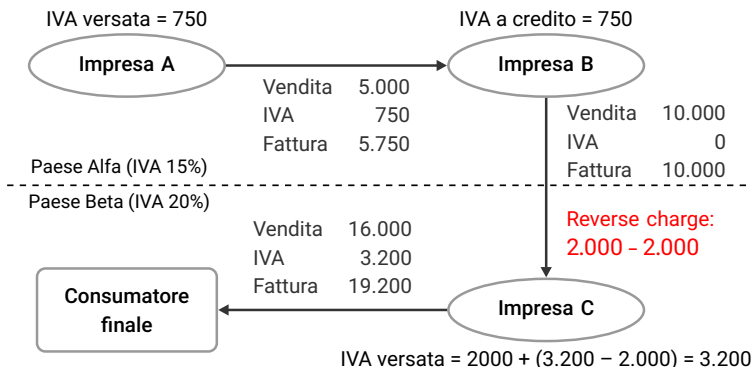 IVA versata = 750
IVA a credito = 750
Impresa A
Impresa B
Vendita 5.000
IVA 750
Fattura 5.750
Vendita 10.000
IVA 0
Fattura 10.000
Paese Alfa (IVA 15%)
Paese Beta (IVA 20%)
Reverse charge:
2.000 – 2.000
Vendita 16.000
IVA 3.200
Fattura 19.200
Consumatore
finale
Impresa C
IVA versata = 2000 + (3.200 – 2.000) = 3.200